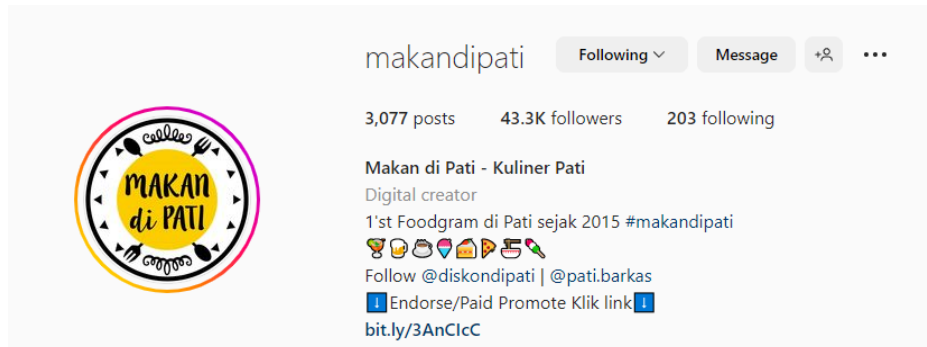 makandipati Following Message
3,077 posts 43.3K followers 203 following
MAKAN
di PATI
Makan di Pati - Kuliner Pati
Digital creator
1'st Foodgram di Pati sejak 2015 #makandipati
🍹🍺☕🍧🍰🍕🍜🍡
Follow @diskondipati | @pati.barkas
⬇️Endorse/Paid Promote Klik link⬇️
bit.ly/3AnCIcC